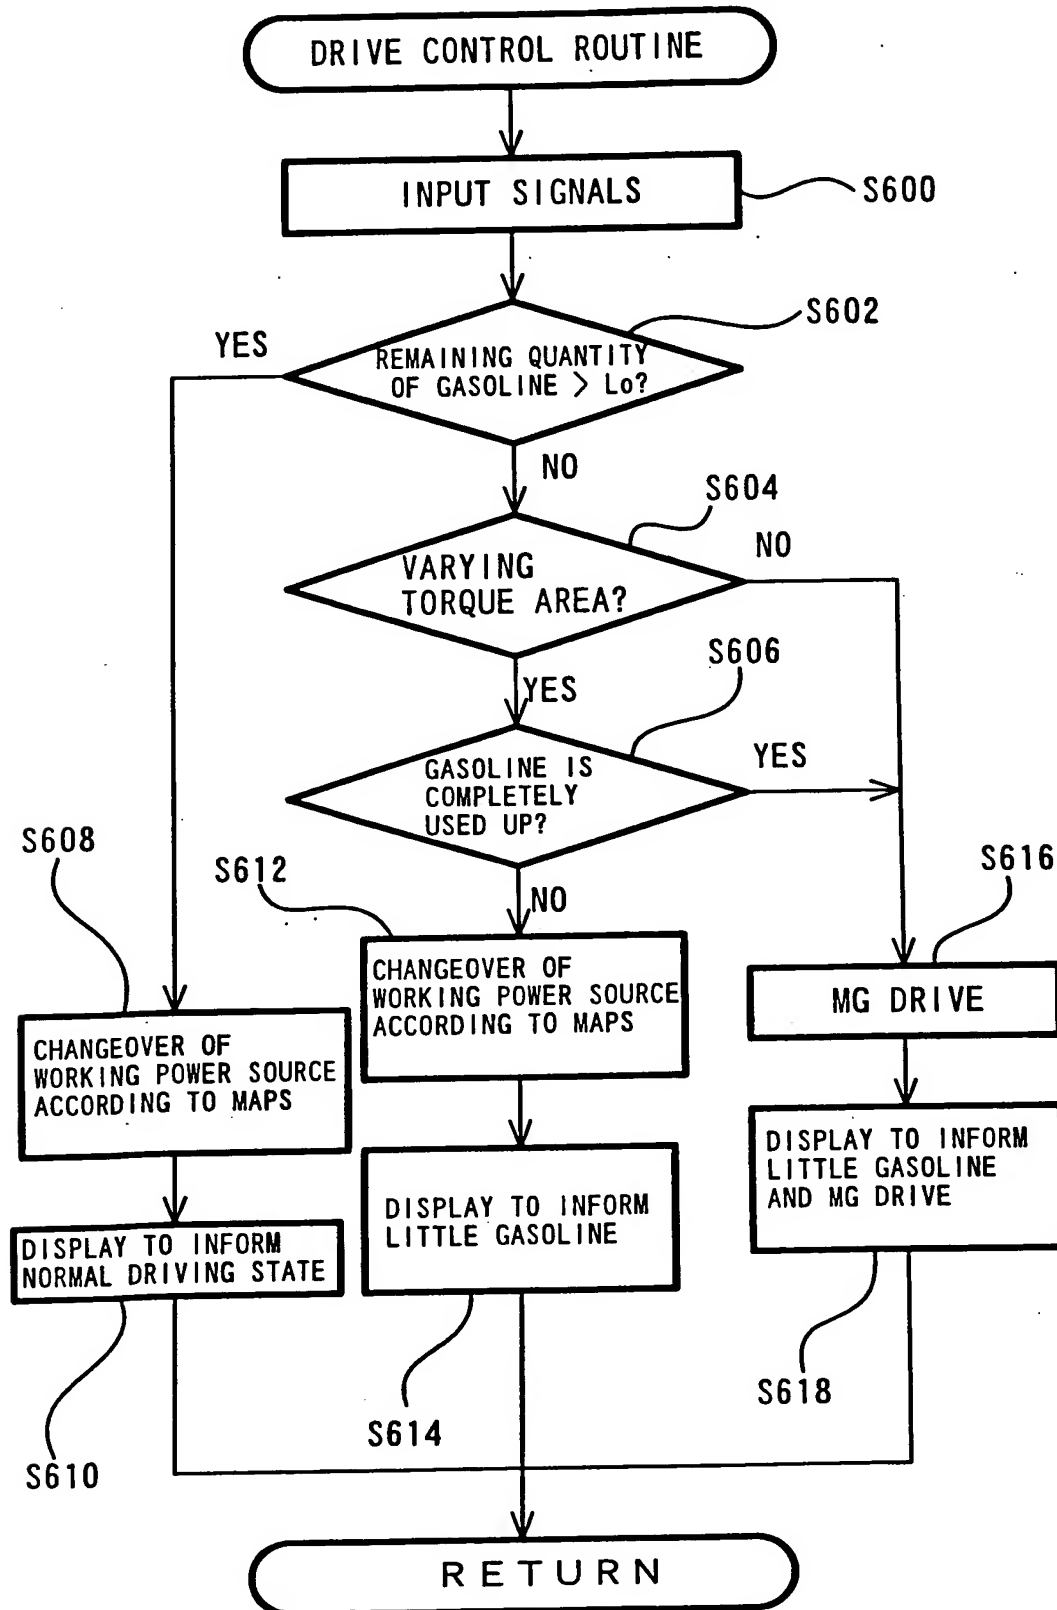 DRIVE CONTROL ROUTINE
INPUT SIGNALS
S600
S602
YES
REMAINING QUANTITY
OF GASOLINE > Lo?
NO
S604
NO
VARYING
TORQUE AREA?
S606
YES
YES
GASOLINE IS
COMPLETELY
USED UP?
S608
S612
NO
S616
CHANGEOVER OF
WORKING POWER SOURCE
ACCORDING TO MAPS
MG DRIVE
CHANGEOVER OF
WORKING POWER SOURCE
ACCORDING TO MAPS
DISPLAY TO INFORM
LITTLE GASOLINE
AND MG DRIVE
DISPLAY TO INFORM
LITTLE GASOLINE
DISPLAY TO INFORM
NORMAL DRIVING STATE
S618
S614
S610
RETURN